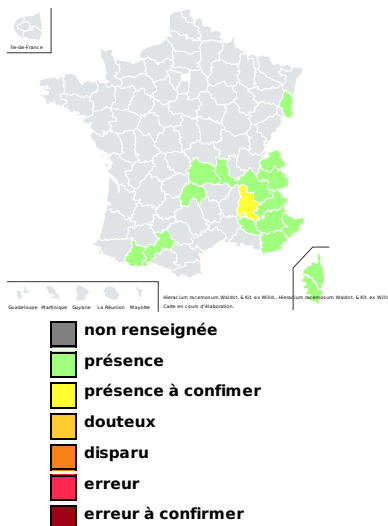 Île-de-France
Guadeloupe Martinique Guyane La Réunion Mayotte
Hieracium racemosum Waldst. & Kit. ex Willd., Hieracium racemosum Waldst. & Kit. ex Willd
Carte en cours d'élaboration.
non renseignée
présence
présence à confimer
douteux
disparu
erreur
erreur à confirmer